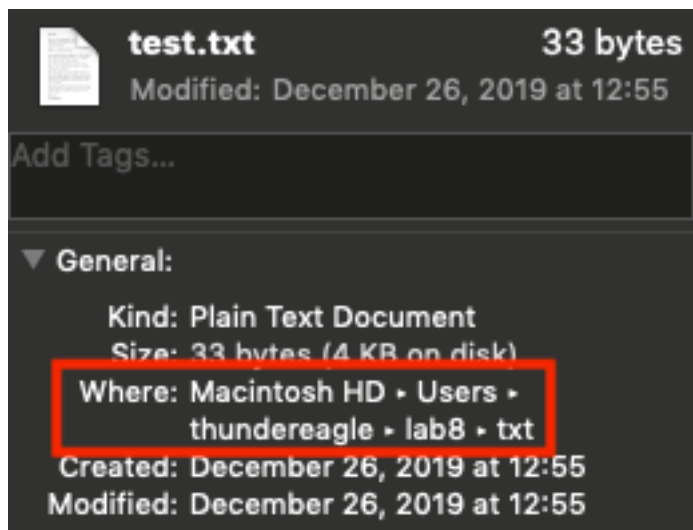 test.txt 33 bytes
Modified: December 26, 2019 at 12:55
Add Tags...
General:
Kind: Plain Text Document
Size: 33 bytes (4 KB on disk)
Where: Macintosh HD ▸ Users ▸
thundereagle ▸ lab8 ▸ txt
Created: December 26, 2019 at 12:55
Modified: December 26, 2019 at 12:55